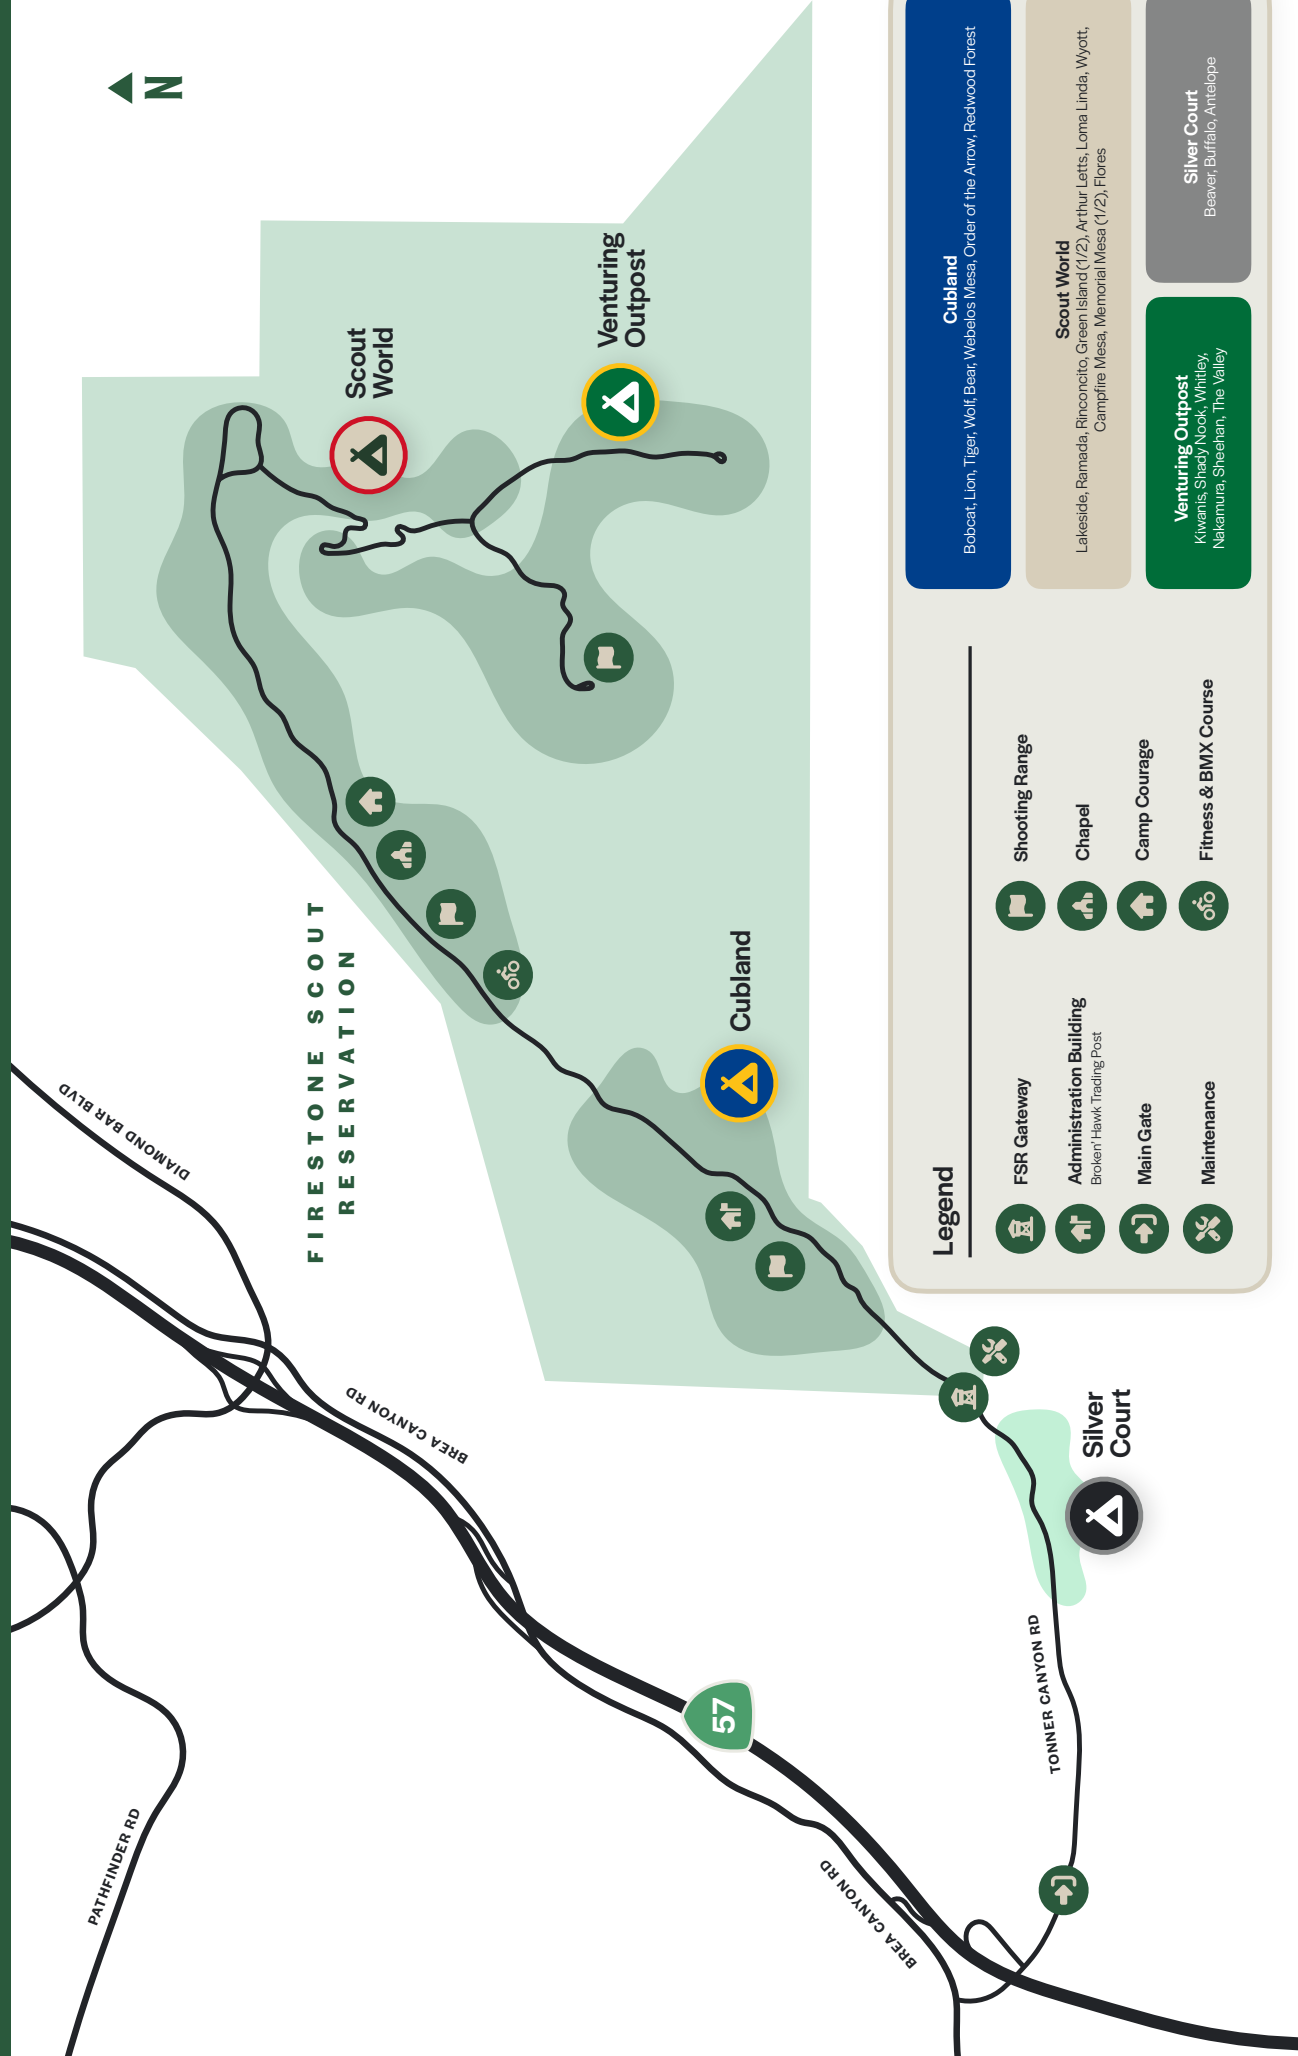 N
DIAMOND BAR BLVD
PATHFINDER RD
BREA CANYON RD
FIRESTONE SCOUT
RESERVATION
Scout
World
Venturing
Outpost
Cubland
57
BREA CANYON RD
TONNER CANYON RD
Silver
Court
Legend
FSR Gateway
Administration Building
Broken' Hawk Trading Post
Main Gate
Maintenance
Shooting Range
Chapel
Camp Courage
Fitness & BMX Course
Cubland
Bobcat, Lion, Tiger, Wolf, Bear, Webelos Mesa, Order of the Arrow, Redwood Forest
Scout World
Lakeside, Ramada, Rinconcito, Green Island (1/2), Arthur Letts, Loma Linda, Wyott,
Campfire Mesa, Memorial Mesa (1/2), Flores
Venturing Outpost
Kiwanis, Shady Nook, Whitley,
Nakamura, Sheehan, The Valley
Silver Court
Beaver, Buffalo, Antelope